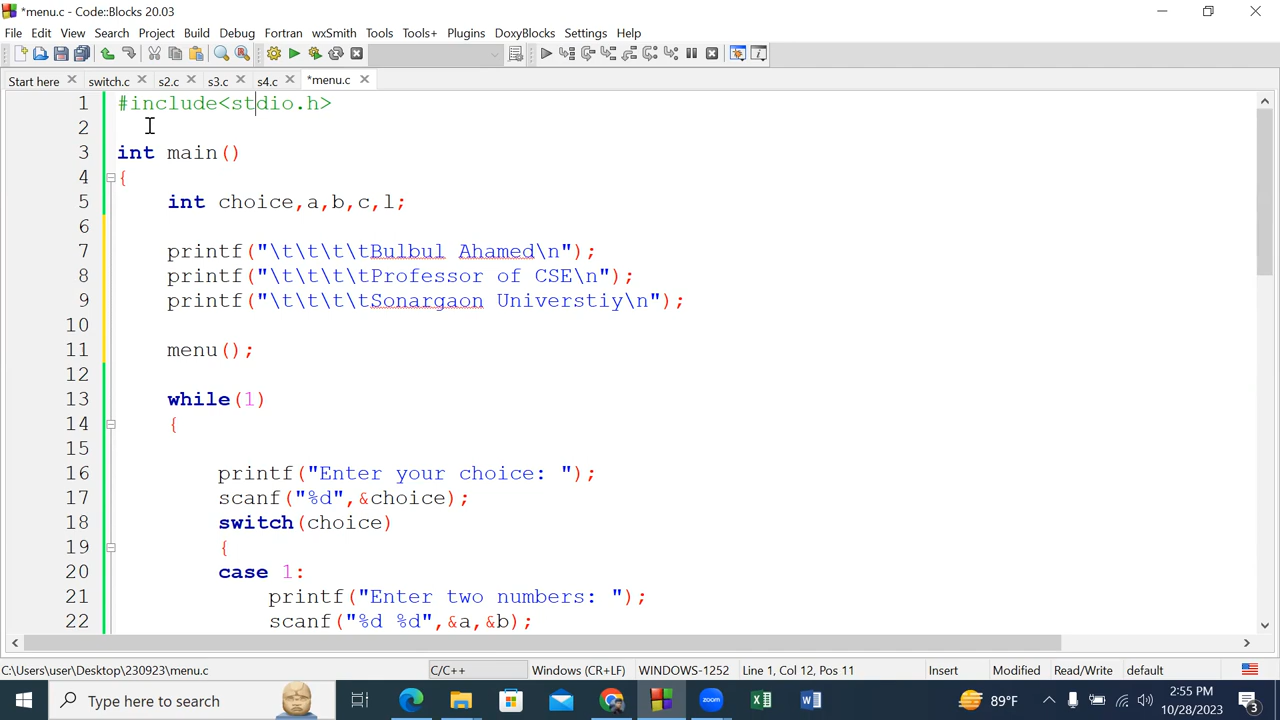 *menu.c - Code::Blocks 20.03
File Edit View Search Project Build Debug Fortran wxSmith Tools Tools+ Plugins DoxyBlocks Settings Help
Start here switch.c s2.c s3.c s4.c *menu.c
1 #include<stdio.h>
2
3 int main()
4 {
5 int choice,a,b,c,l;
6
7 printf("\t\t\t\tBulbul Ahamed\n");
8 printf("\t\t\t\tProfessor of CSE\n");
9 printf("\t\t\t\tSonargaon Universtiy\n");
10
11 menu();
12
13 while(1)
14 {
15
16 printf("Enter your choice: ");
17 scanf("%d",&choice);
18 switch(choice)
19 {
20 case 1:
21 printf("Enter two numbers: ");
22 scanf("%d %d",&a,&b);
C:\Users\user\Desktop\230923\menu.c C/C++ Windows (CR+LF) WINDOWS-1252 Line 1, Col 12, Pos 11 Insert Modified Read/Write default
Type here to search zoom 89°F 2:55 PM
10/28/2023 3